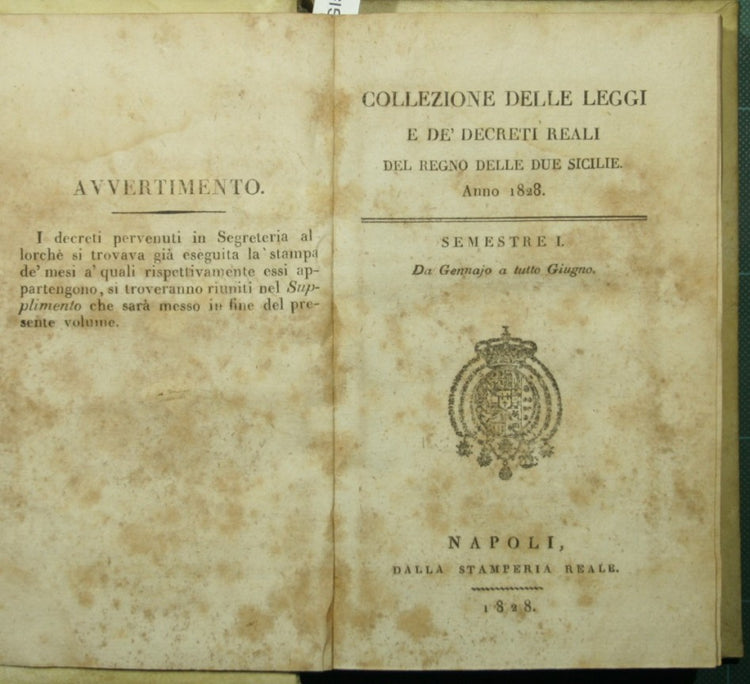 AVVERTIMENTO.
I decreti pervenuti in Segreteria al
lorchè si trovava già eseguita la stampa
de' mesi a' quali rispettivamente essi ap-
partengono, si troveranno riuniti nel Sup-
plimento che sarà messo in fine del pre-
sente volume.
COLLEZIONE DELLE LEGGI
E DE' DECRETI REALI
DEL REGNO DELLE DUE SICILIE.
Anno 1828.
SEMESTRE I.
Da Gennajo a tutto Giugno.
NAPOLI,
DALLA STAMPERIA REALE.
1828.